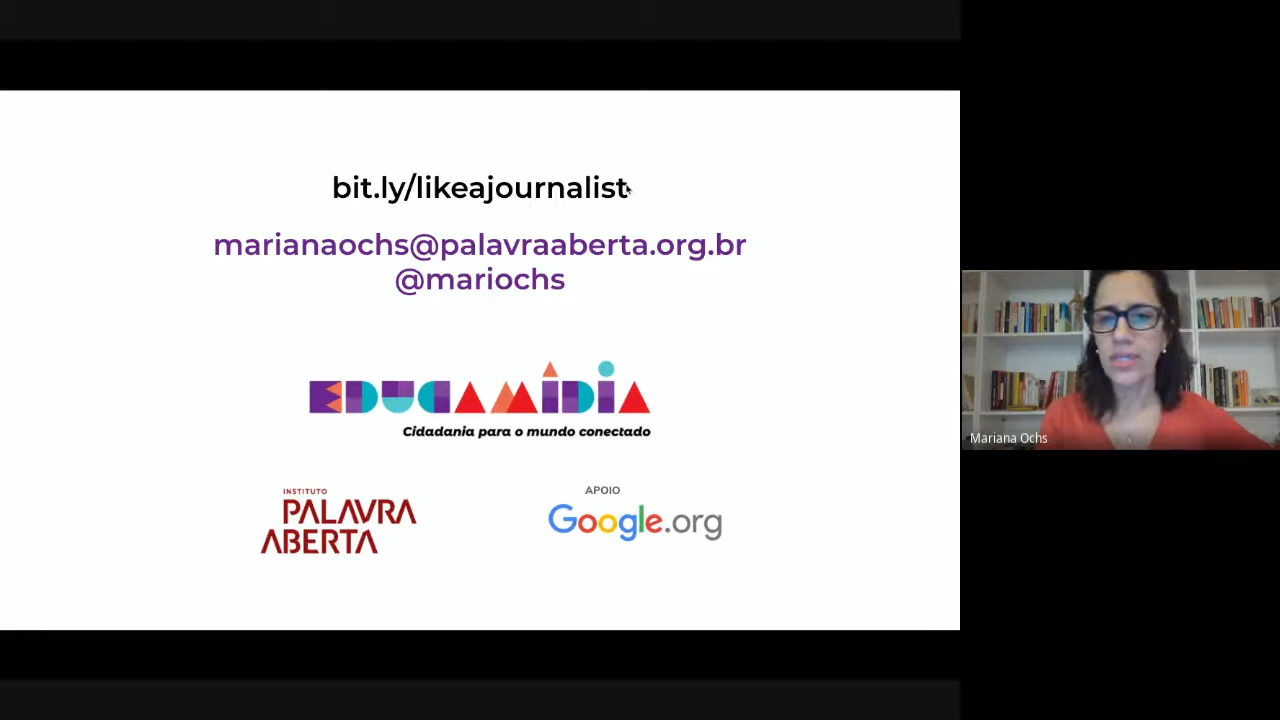 bit.ly/likeajournalist
marianaochs@palavraaberta.org.br
@mariochs
EDUCAMÍDIA
Cidadania para o mundo conectado
INSTITUTO
PALAVRA
ABERTA
APOIO
Google.org
Mariana Ochs